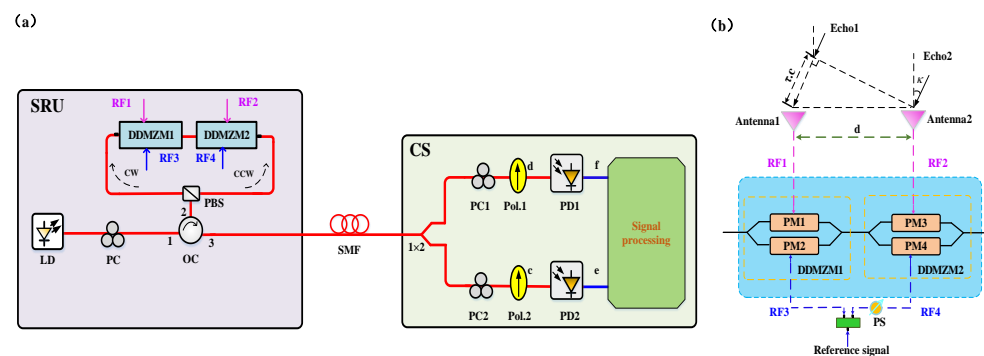 (a)
SRU
RF1
RF2
DDMZM1
DDMZM2
RF3
RF4
CW
CCW
PBS
2
1
3
LD
PC
OC
SMF
CS
1×2
PC1
Pol.1
d
PD1
f
PC2
Pol.2
c
PD2
e
Signal
processing
(b)
Echo1
Echo2
τ.c
κ
Antenna1
Antenna2
d
RF1
RF2
PM1
PM2
PM3
PM4
DDMZM1
DDMZM2
RF3
RF4
PS
Reference signal